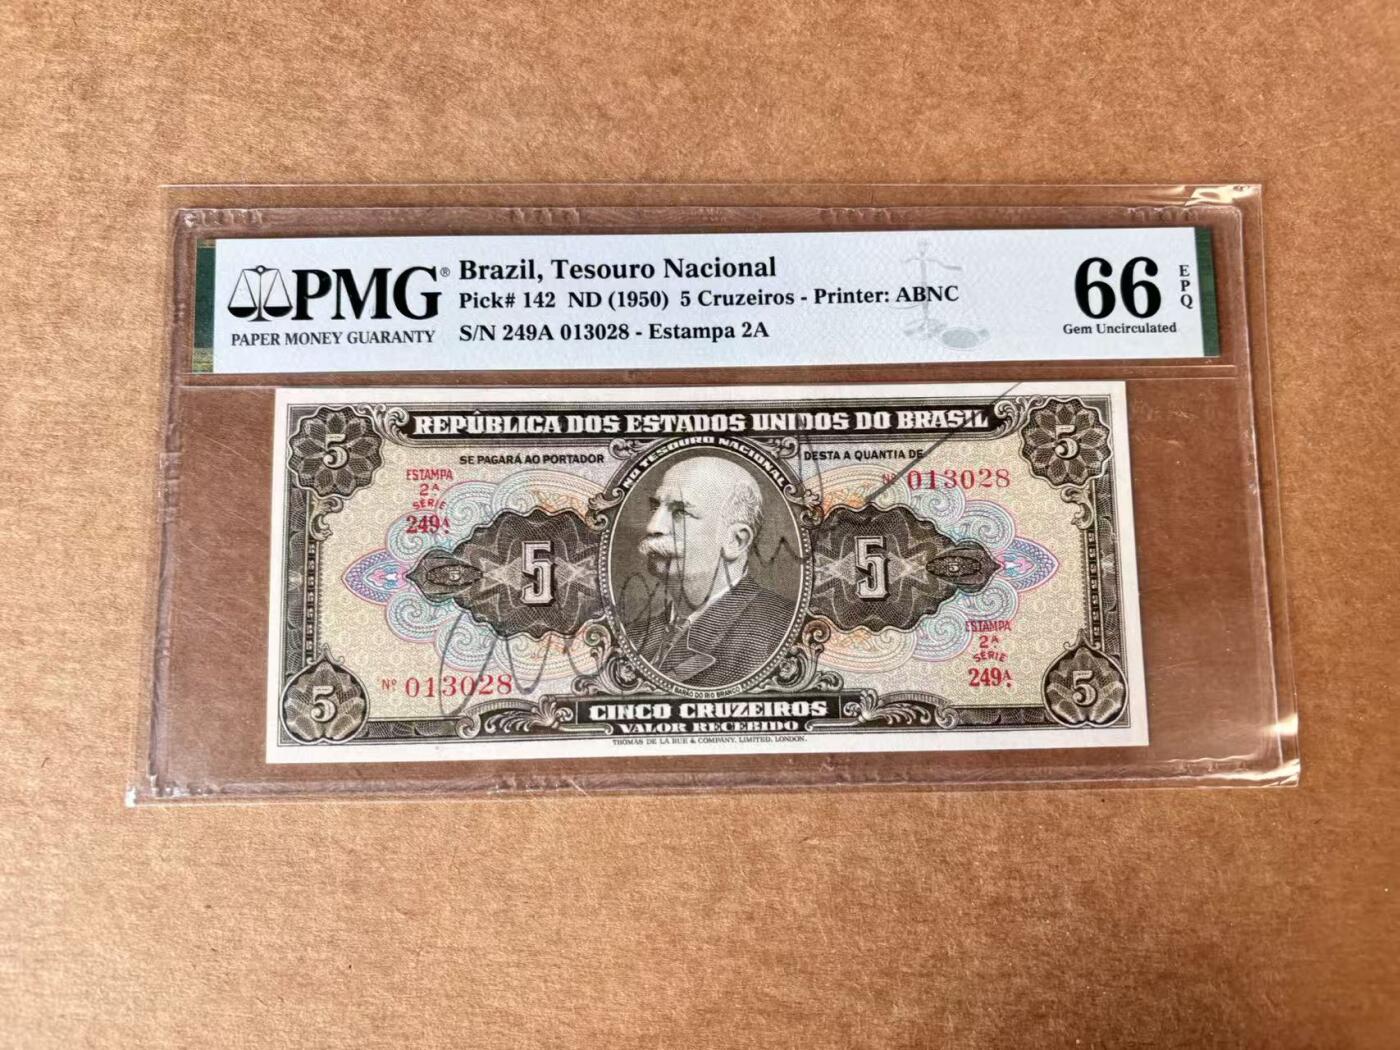 PMG®
PAPER MONEY GUARANTY
Brazil, Tesouro Nacional
Pick# 142 ND (1950) 5 Cruzeiros - Printer: ABNC
S/N 249A 013028 - Estampa 2A
66
EPQ
Gem Uncirculated
5
REPÚBLICA DOS ESTADOS UNIDOS DO BRASIL
5
SE PAGARÁ AO PORTADOR
NO TESOURO NACIONAL
DESTA A QUANTIA DE
ESTAMPA
2ª
SÉRIE
249A.
Nº 013028
5
5
5
5
ESTAMPA
2ª
SÉRIE
249A.
Nº 013028
BARÃO DO RIO BRANCO
5
CINCO CRUZEIROS
5
VALOR RECEBIDO
THOMAS DE LA RUE & COMPANY, LIMITED, LONDON.